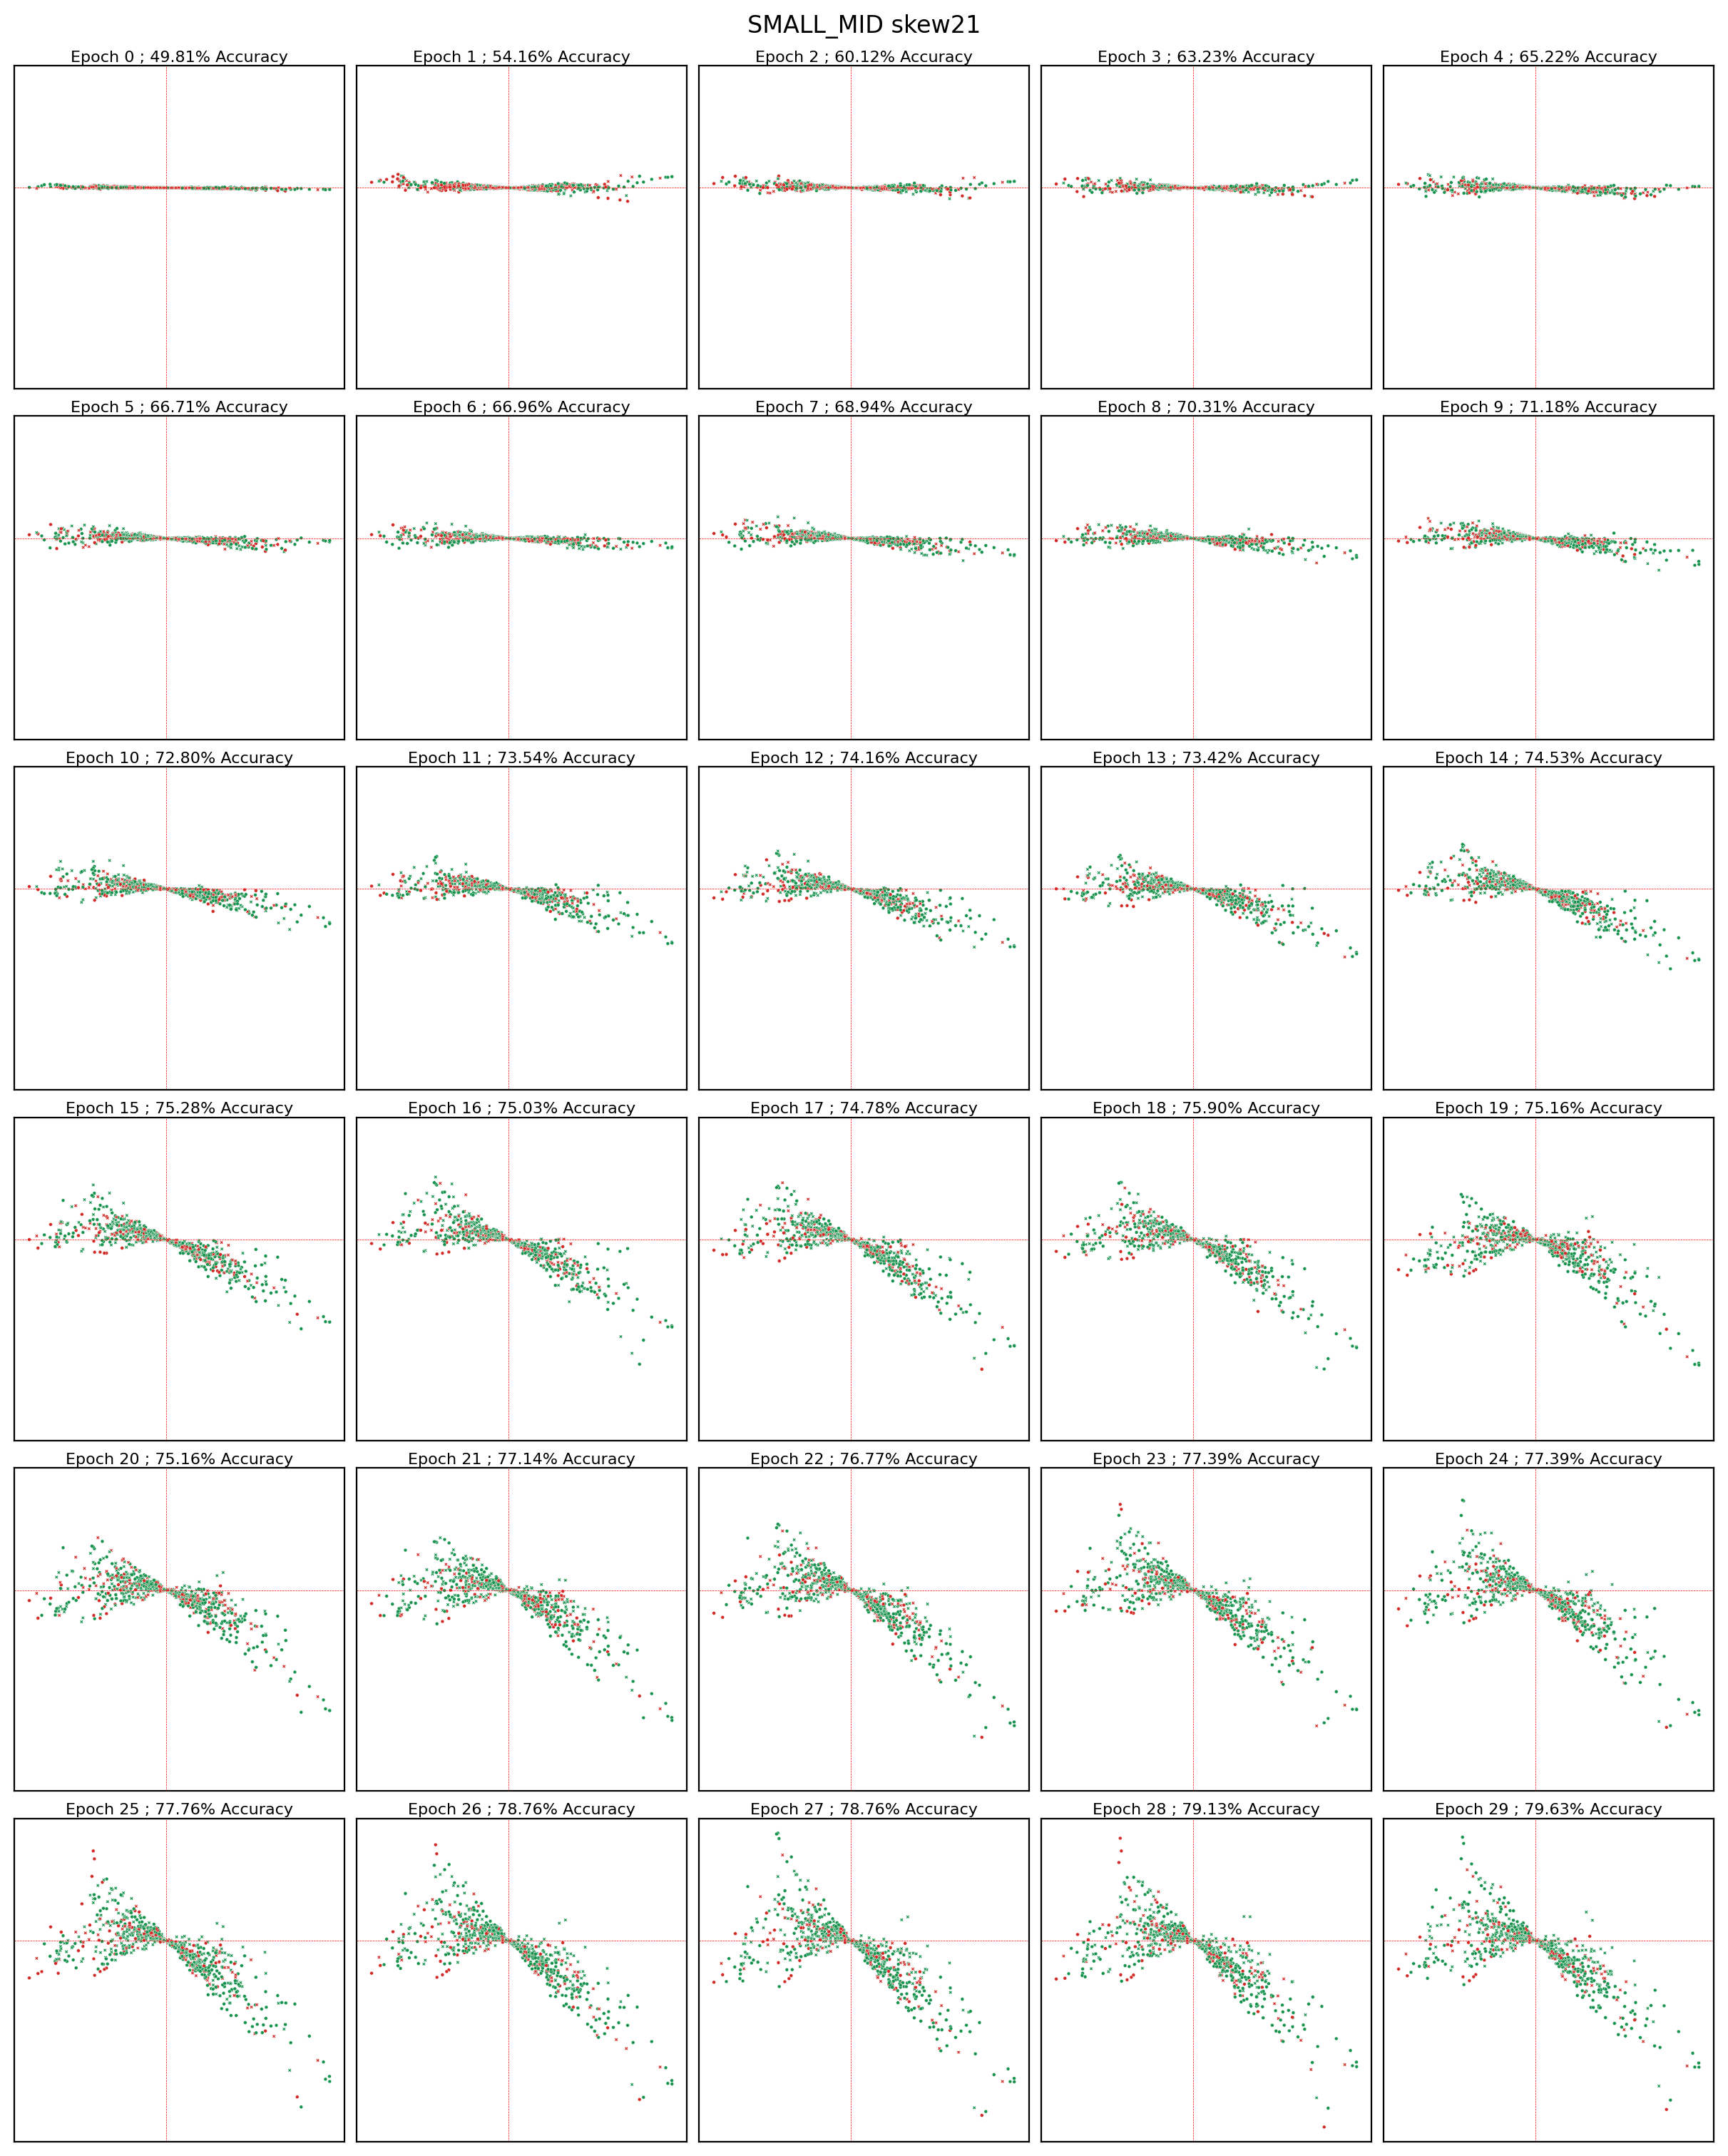 SMALL_MID skew21
Epoch 0 ; 49.81% Accuracy
Epoch 1 ; 54.16% Accuracy
Epoch 2 ; 60.12% Accuracy
Epoch 3 ; 63.23% Accuracy
Epoch 4 ; 65.22% Accuracy
Epoch 5 ; 66.71% Accuracy
Epoch 6 ; 66.96% Accuracy
Epoch 7 ; 68.94% Accuracy
Epoch 8 ; 70.31% Accuracy
Epoch 9 ; 71.18% Accuracy
Epoch 10 ; 72.80% Accuracy
Epoch 11 ; 73.54% Accuracy
Epoch 12 ; 74.16% Accuracy
Epoch 13 ; 73.42% Accuracy
Epoch 14 ; 74.53% Accuracy
Epoch 15 ; 75.28% Accuracy
Epoch 16 ; 75.03% Accuracy
Epoch 17 ; 74.78% Accuracy
Epoch 18 ; 75.90% Accuracy
Epoch 19 ; 75.16% Accuracy
Epoch 20 ; 75.16% Accuracy
Epoch 21 ; 77.14% Accuracy
Epoch 22 ; 76.77% Accuracy
Epoch 23 ; 77.39% Accuracy
Epoch 24 ; 77.39% Accuracy
Epoch 25 ; 77.76% Accuracy
Epoch 26 ; 78.76% Accuracy
Epoch 27 ; 78.76% Accuracy
Epoch 28 ; 79.13% Accuracy
Epoch 29 ; 79.63% Accuracy